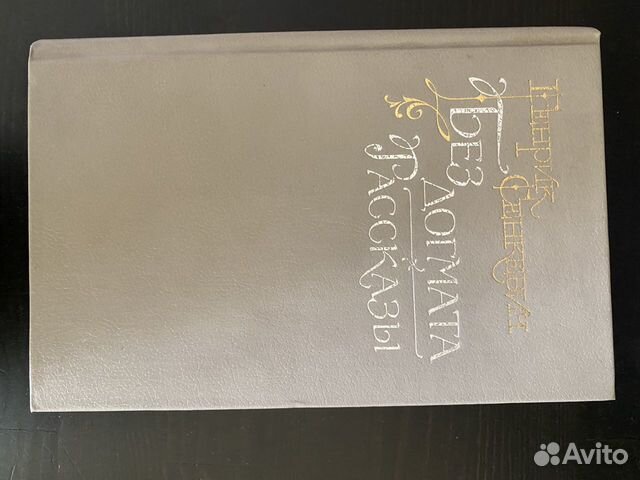 Генрик
Сенкевич
Без
догмата
Рассказы
Avito